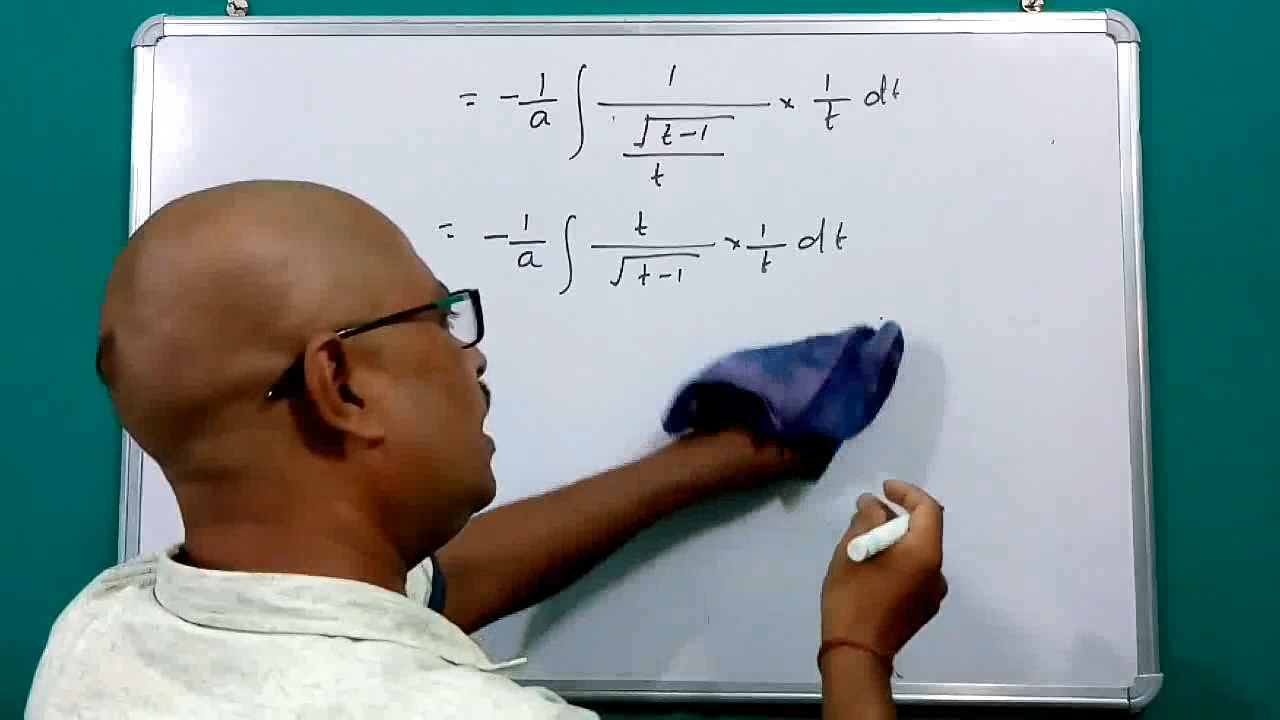 = -1/a ∫ 1/(√(t-1)/t) × 1/t dt
= -1/a ∫ t/√(t-1) × 1/t dt